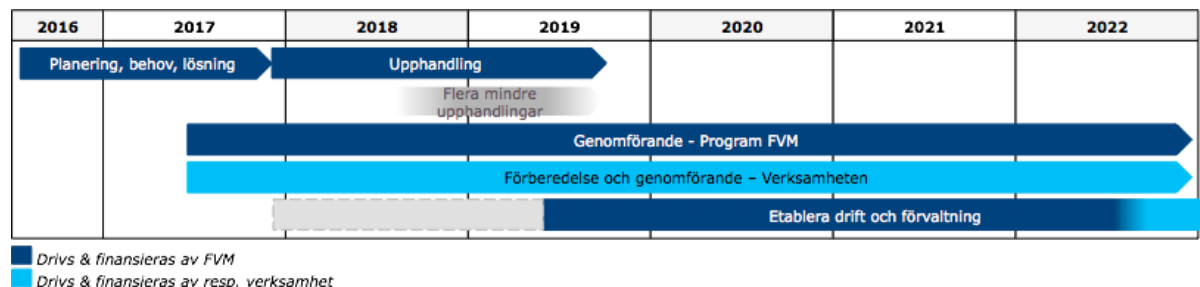 2016 2017 2018 2019 2020 2021 2022
Planering, behov, lösning Upphandling
Flera mindre
upphandlingar
Genomförande - Program FVM
Förberedelse och genomförande – Verksamheten
Etablera drift och förvaltning
Drivs & finansieras av FVM
Drivs & finansieras av resp. verksamhet